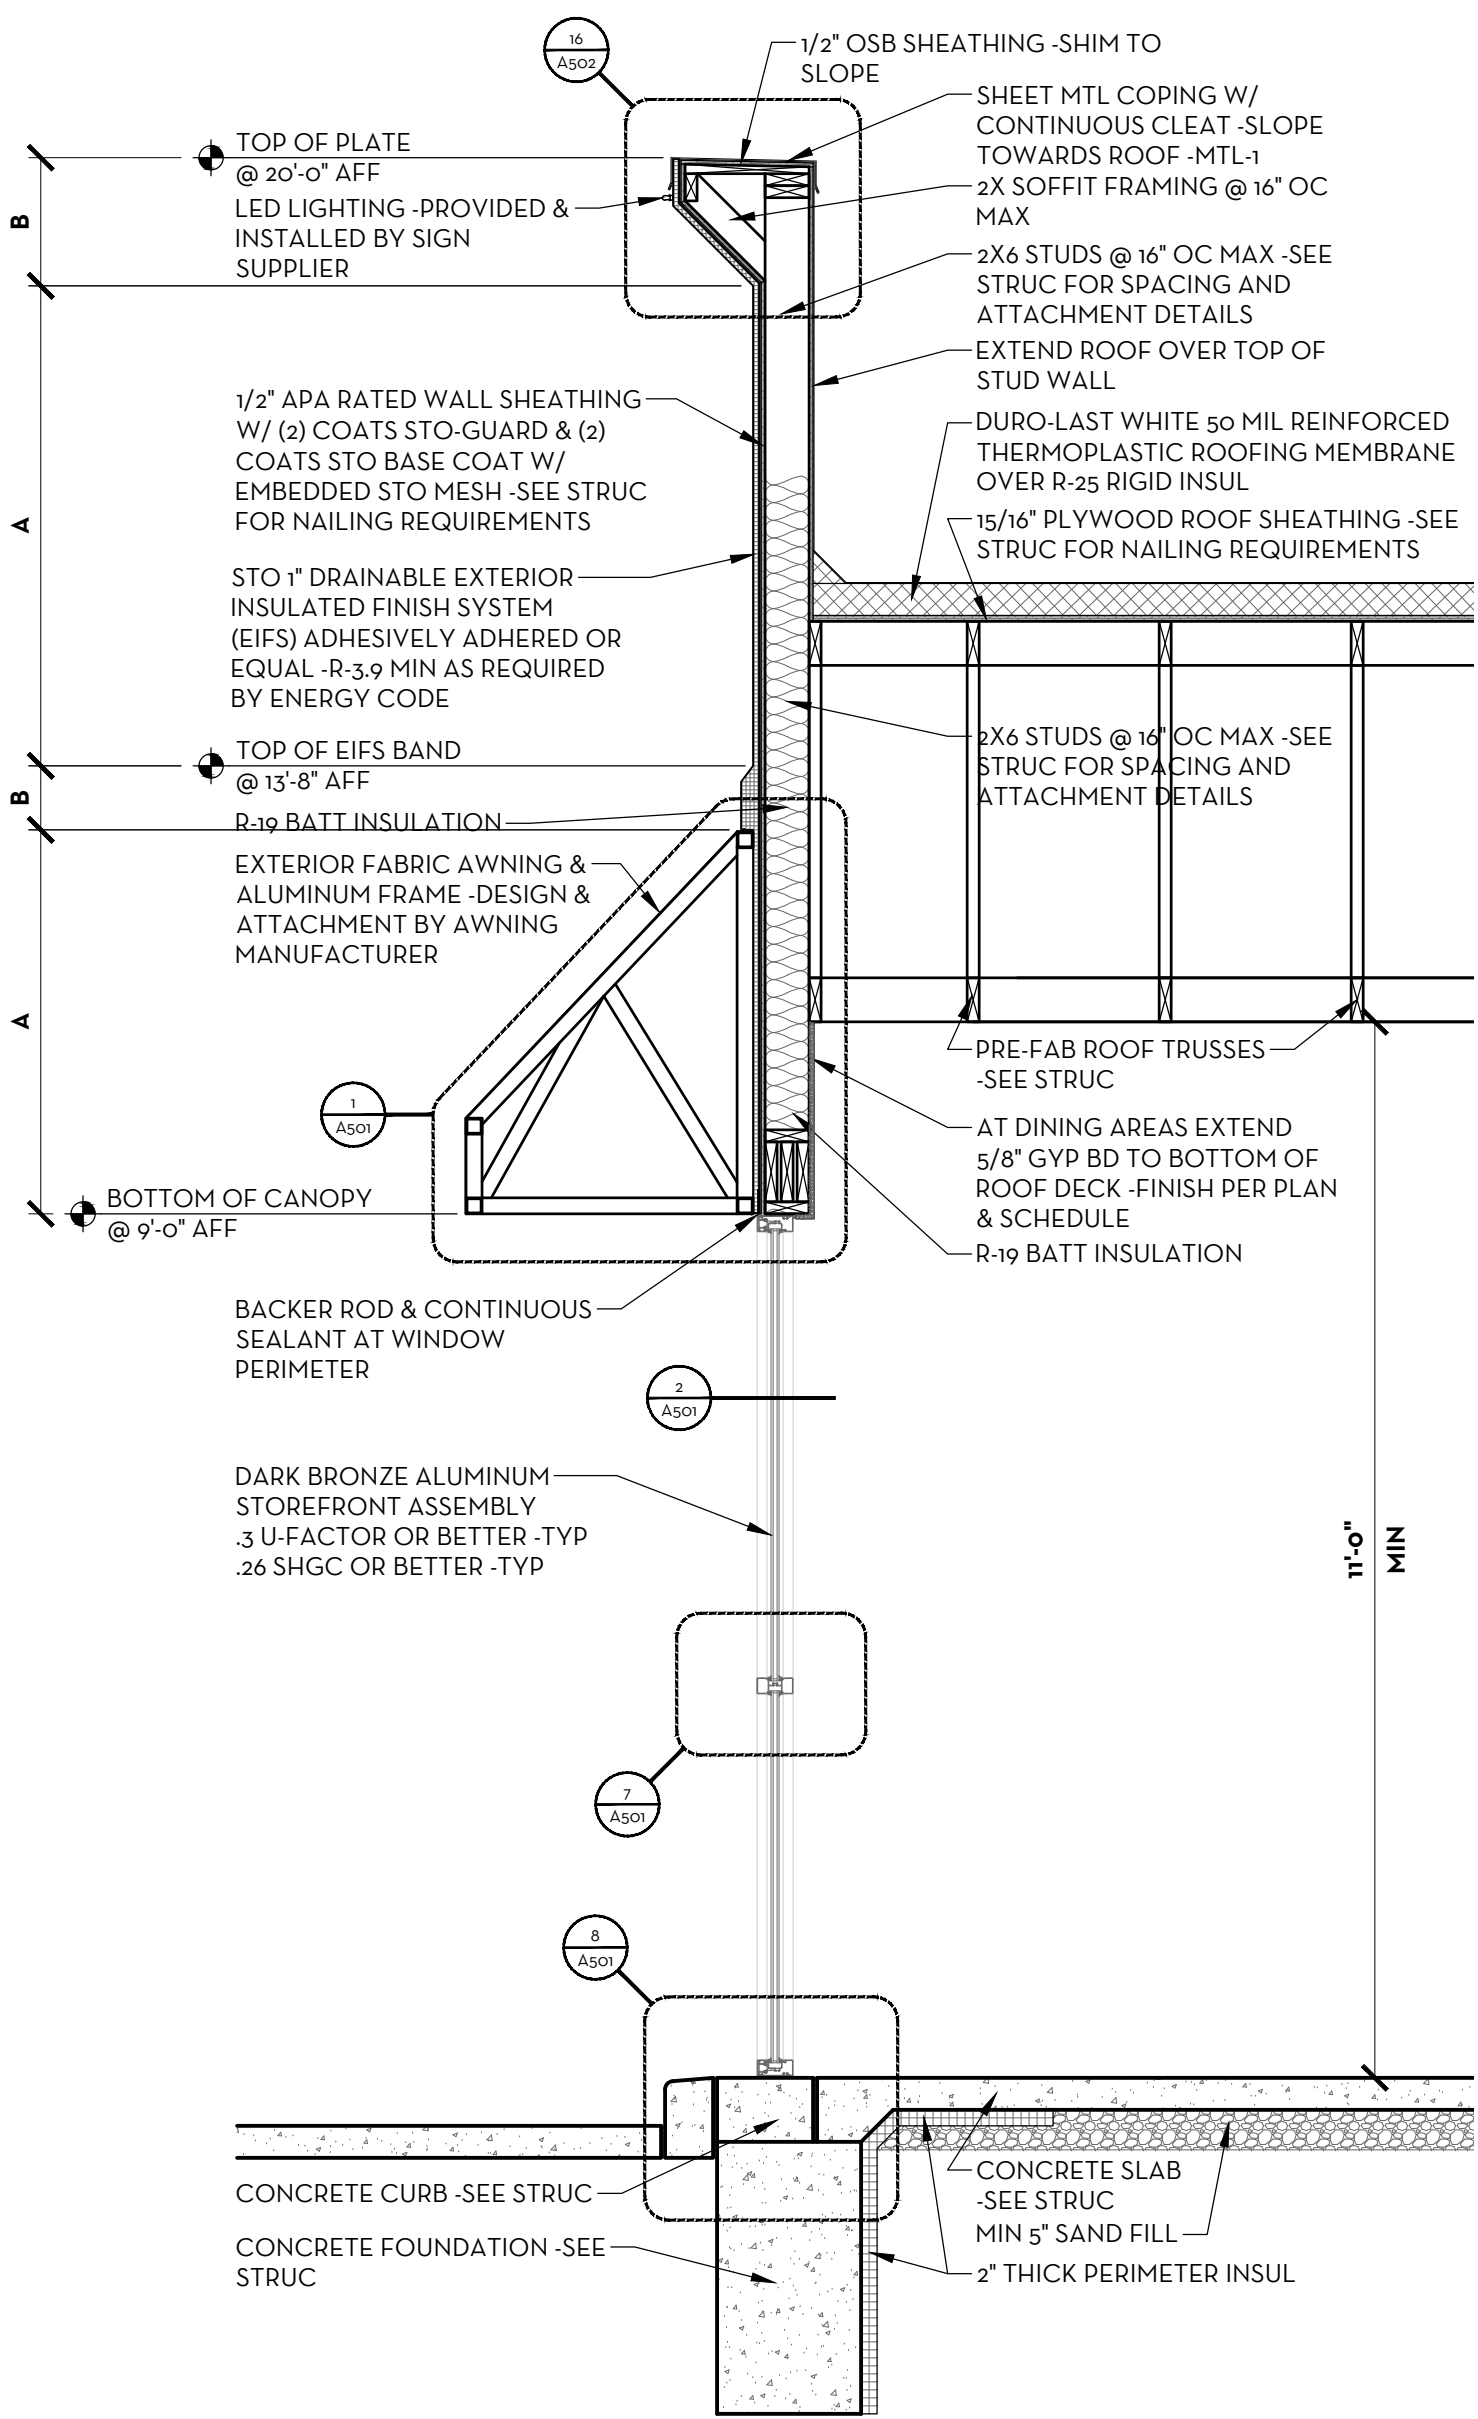 16
A502
1/2" OSB SHEATHING -SHIM TO
SLOPE
SHEET MTL COPING W/
CONTINUOUS CLEAT -SLOPE
TOWARDS ROOF -MTL-1
2X SOFFIT FRAMING @ 16" OC
MAX
2X6 STUDS @ 16" OC MAX -SEE
STRUC FOR SPACING AND
ATTACHMENT DETAILS
EXTEND ROOF OVER TOP OF
STUD WALL
DURO-LAST WHITE 50 MIL REINFORCED
THERMOPLASTIC ROOFING MEMBRANE
OVER R-25 RIGID INSUL
15/16" PLYWOOD ROOF SHEATHING -SEE
STRUC FOR NAILING REQUIREMENTS
2X6 STUDS @ 16" OC MAX -SEE
STRUC FOR SPACING AND
ATTACHMENT DETAILS
PRE-FAB ROOF TRUSSES
-SEE STRUC
AT DINING AREAS EXTEND
5/8" GYP BD TO BOTTOM OF
ROOF DECK -FINISH PER PLAN
& SCHEDULE
R-19 BATT INSULATION
11'-0"
MIN
CONCRETE SLAB
-SEE STRUC
MIN 5" SAND FILL
2" THICK PERIMETER INSUL
TOP OF PLATE
@ 20'-0" AFF
LED LIGHTING -PROVIDED &
INSTALLED BY SIGN
SUPPLIER
B
1/2" APA RATED WALL SHEATHING
W/ (2) COATS STO-GUARD & (2)
COATS STO BASE COAT W/
EMBEDDED STO MESH -SEE STRUC
FOR NAILING REQUIREMENTS
A
STO 1" DRAINABLE EXTERIOR
INSULATED FINISH SYSTEM
(EIFS) ADHESIVELY ADHERED OR
EQUAL -R-3.9 MIN AS REQUIRED
BY ENERGY CODE
TOP OF EIFS BAND
@ 13'-8" AFF
B
R-19 BATT INSULATION
EXTERIOR FABRIC AWNING &
ALUMINUM FRAME -DESIGN &
ATTACHMENT BY AWNING
MANUFACTURER
A
1
A501
BOTTOM OF CANOPY
@ 9'-0" AFF
BACKER ROD & CONTINUOUS
SEALANT AT WINDOW
PERIMETER
2
A501
DARK BRONZE ALUMINUM
STOREFRONT ASSEMBLY
.3 U-FACTOR OR BETTER -TYP
.26 SHGC OR BETTER -TYP
7
A501
8
A501
CONCRETE CURB -SEE STRUC
CONCRETE FOUNDATION -SEE
STRUC